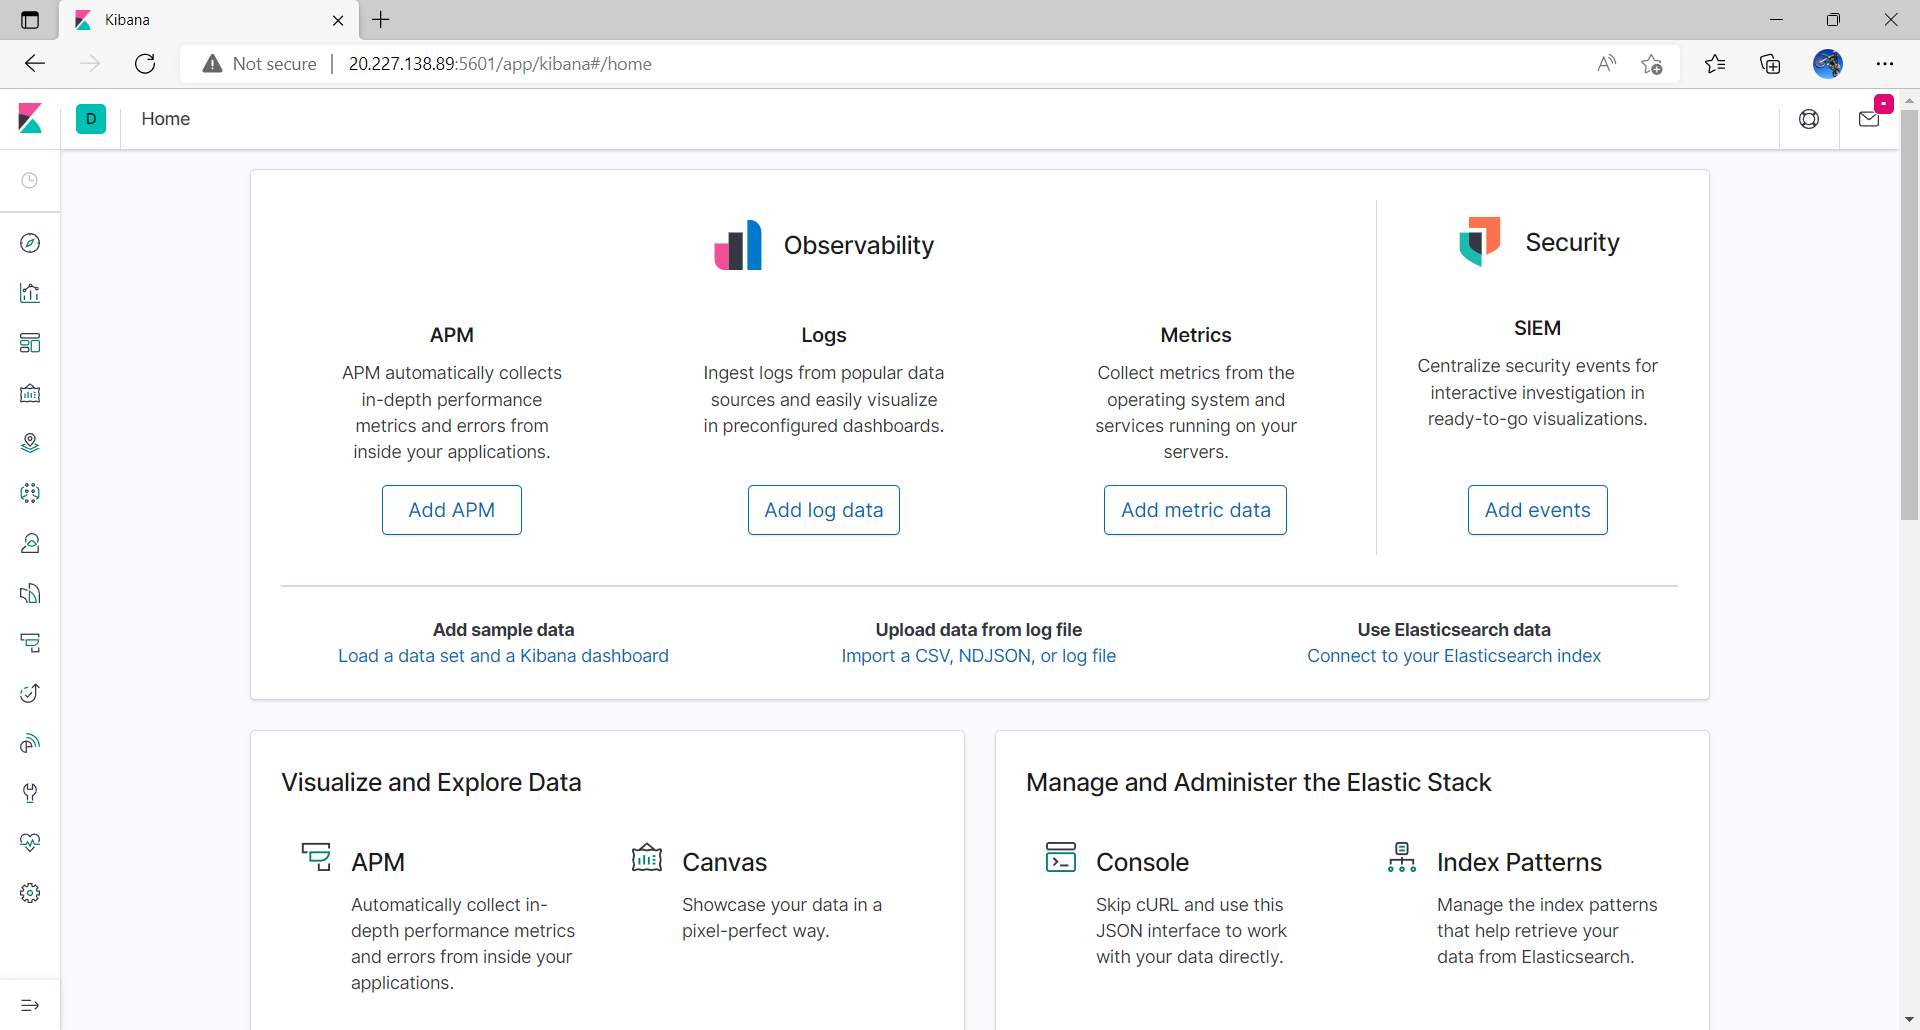 Kibana
Not secure
20.227.138.89:5601/app/kibana#/home
D
Home
Observability
Security
APM
APM automatically collects
in-depth performance
metrics and errors from
inside your applications.
Add APM
Logs
Ingest logs from popular data
sources and easily visualize
in preconfigured dashboards.
Add log data
Metrics
Collect metrics from the
operating system and
services running on your
servers.
Add metric data
SIEM
Centralize security events for
interactive investigation in
ready-to-go visualizations.
Add events
Add sample data
Load a data set and a Kibana dashboard
Upload data from log file
Import a CSV, NDJSON, or log file
Use Elasticsearch data
Connect to your Elasticsearch index
Visualize and Explore Data
APM
Automatically collect in-
depth performance metrics
and errors from inside your
applications.
Canvas
Showcase your data in a
pixel-perfect way.
Manage and Administer the Elastic Stack
Console
Skip cURL and use this
JSON interface to work
with your data directly.
Index Patterns
Manage the index patterns
that help retrieve your
data from Elasticsearch.